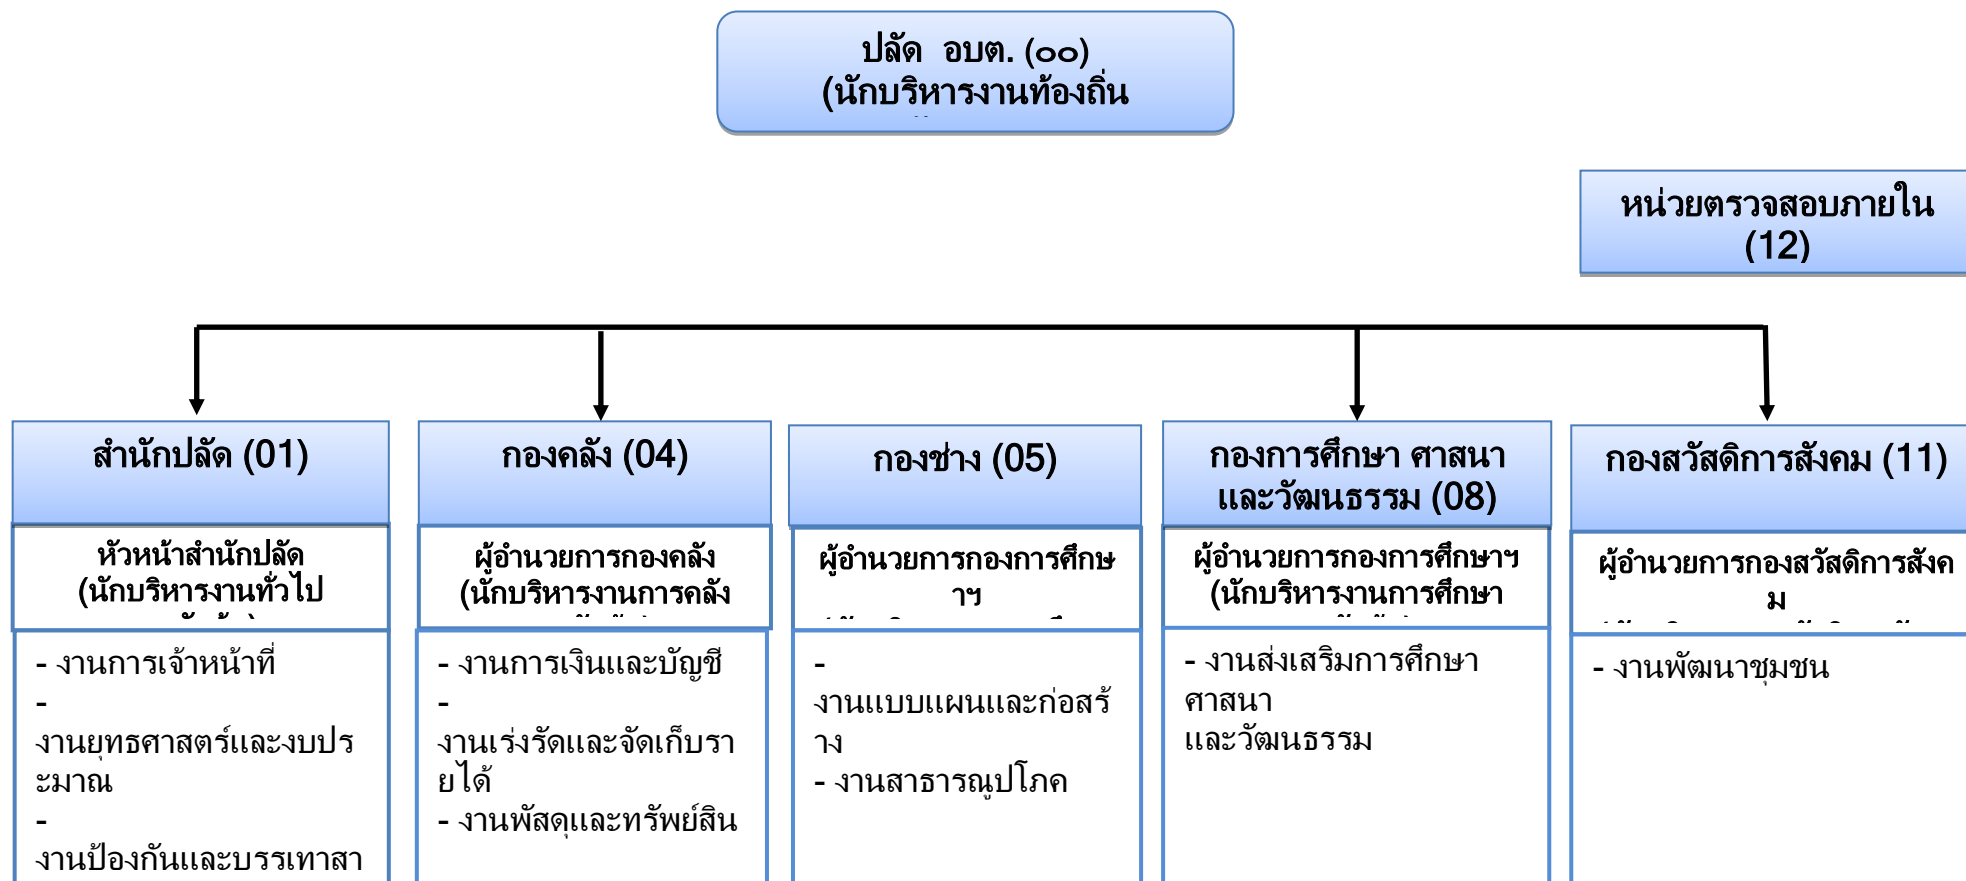 ปลัด  อบต. (๐๐)
(นักบริหารงานท้องถิ่น
หน่วยตรวจสอบภายใน
(12)
สำนักปลัด (01)
หัวหน้าสำนักปลัด
(นักบริหารงานทั่วไป
- งานการเจ้าหน้าที่
-
งานยุทธศาสตร์และงบปร
ะมาณ
-
งานป้องกันและบรรเทาสา
กองคลัง (04)
ผู้อำนวยการกองคลัง
(นักบริหารงานการคลัง
- งานการเงินและบัญชี
-
งานเร่งรัดและจัดเก็บรา
ยได้
- งานพัสดุและทรัพย์สิน
กองช่าง (05)
ผู้อำนวยการกองการศึกษ
าฯ
-
งานแบบแผนและก่อสร้
าง
- งานสาธารณูปโภค
กองการศึกษา ศาสนา
และวัฒนธรรม (08)
ผู้อำนวยการกองการศึกษาฯ
(นักบริหารงานการศึกษา
- งานส่งเสริมการศึกษา
ศาสนา
และวัฒนธรรม
กองสวัสดิการสังคม (11)
ผู้อำนวยการกองสวัสดิการสังค
ม
- งานพัฒนาชุมชน